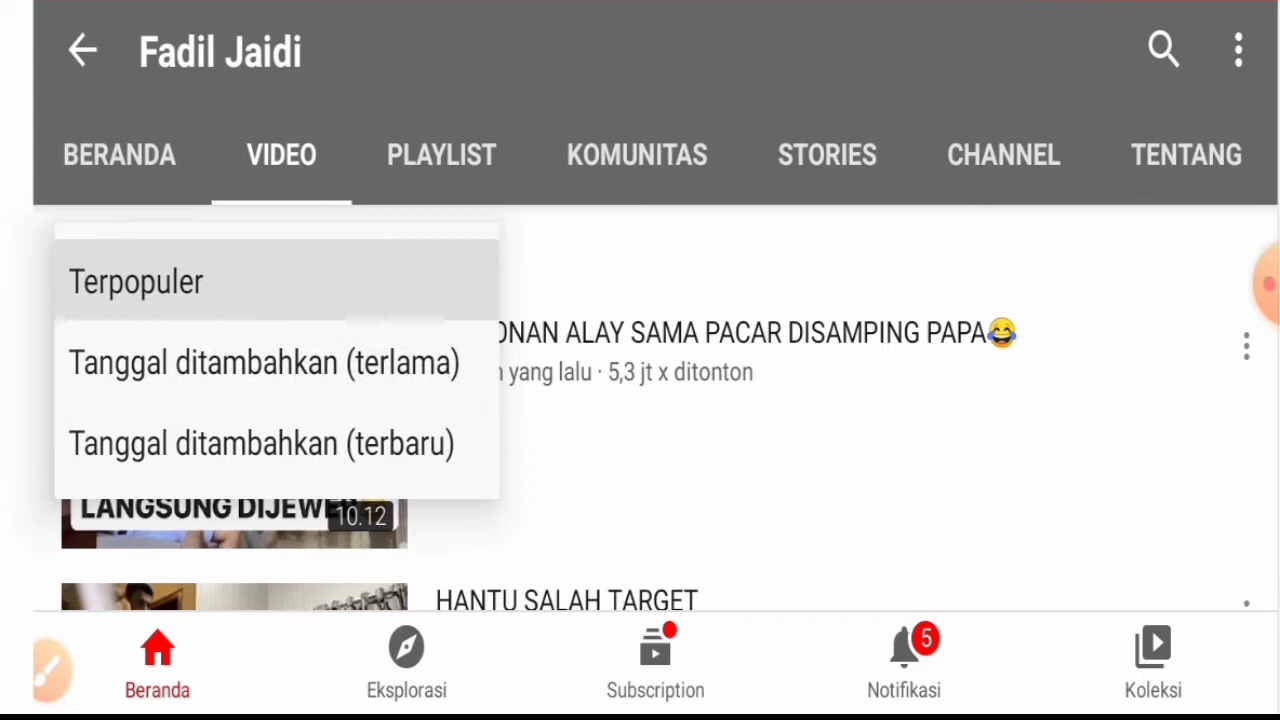 Fadil Jaidi
BERANDA VIDEO PLAYLIST KOMUNITAS STORIES CHANNEL TENTANG
Terpopuler
Tanggal ditambahkan (terlama)
Tanggal ditambahkan (terbaru)
ALAY SAMA PACAR DISAMPING PAPA😂
yang lalu · 5,3 jt x ditonton
LANGSUNG
10.12
HANTU SALAH TARGET
5
Beranda Eksplorasi Subscription Notifikasi Koleksi